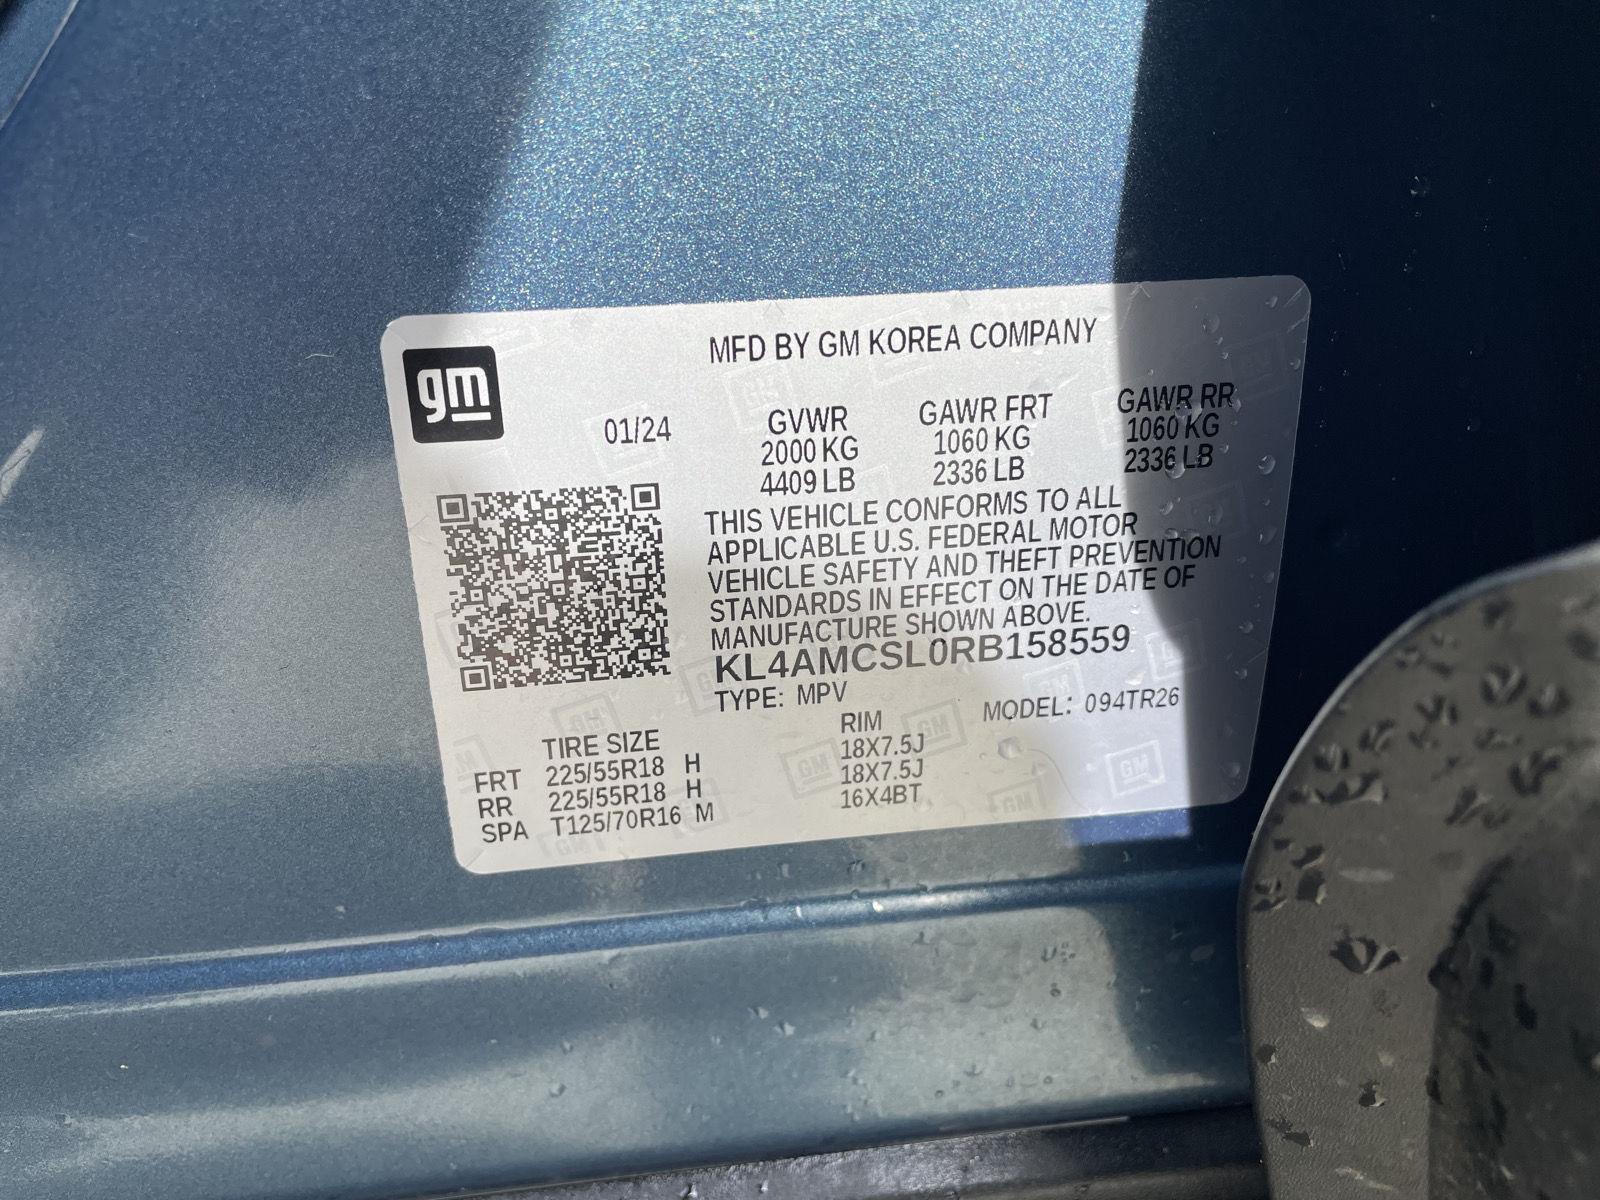 gm
MFD BY GM KOREA COMPANY
01/24
GVWR GAWR FRT GAWR RR
2000 KG 1060 KG 1060 KG
4409 LB 2336 LB 2336 LB
THIS VEHICLE CONFORMS TO ALL
APPLICABLE U.S. FEDERAL MOTOR
VEHICLE SAFETY AND THEFT PREVENTION
STANDARDS IN EFFECT ON THE DATE OF
MANUFACTURE SHOWN ABOVE.
KL4AMCSL0RB158559
TYPE: MPV MODEL: 094TR26
TIRE SIZE RIM
FRT 225/55R18 H 18X7.5J
RR 225/55R18 H 18X7.5J
SPA T125/70R16 M 16X4BT